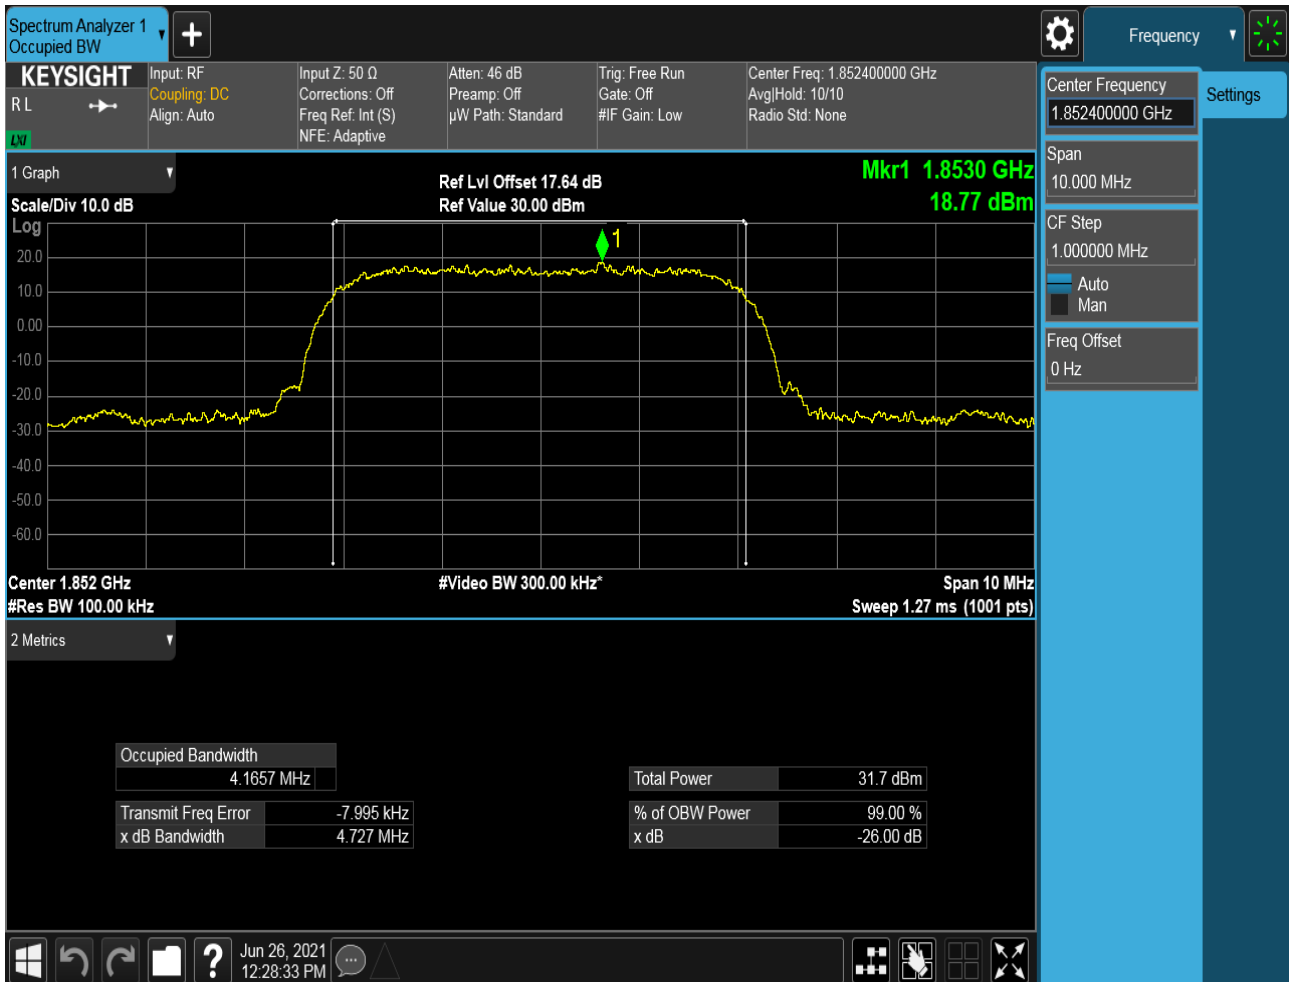 Spectrum Analyzer 1
Occupied BW
Frequency
KEYSIGHT
R L
LXI
Input: RF
Coupling: DC
Align: Auto
Input Z: 50 Ω
Corrections: Off
Freq Ref: Int (S)
NFE: Adaptive
Atten: 46 dB
Preamp: Off
µW Path: Standard
Trig: Free Run
Gate: Off
#IF Gain: Low
Center Freq: 1.852400000 GHz
Avg|Hold: 10/10
Radio Std: None
Center Frequency
1.852400000 GHz
Settings
Span
10.000 MHz
CF Step
1.000000 MHz
Auto
Man
Freq Offset
0 Hz
1 Graph
Scale/Div 10.0 dB
Log
Ref Lvl Offset 17.64 dB
Ref Value 30.00 dBm
Mkr1 1.8530 GHz
18.77 dBm
1
20.0
10.0
0.00
-10.0
-20.0
-30.0
-40.0
-50.0
-60.0
Center 1.852 GHz
#Video BW 300.00 kHz*
Span 10 MHz
#Res BW 100.00 kHz
Sweep 1.27 ms (1001 pts)
2 Metrics
Occupied Bandwidth
4.1657 MHz
Total Power 31.7 dBm
Transmit Freq Error -7.995 kHz
% of OBW Power 99.00 %
x dB Bandwidth 4.727 MHz
x dB -26.00 dB
?
Jun 26, 2021
12:28:33 PM